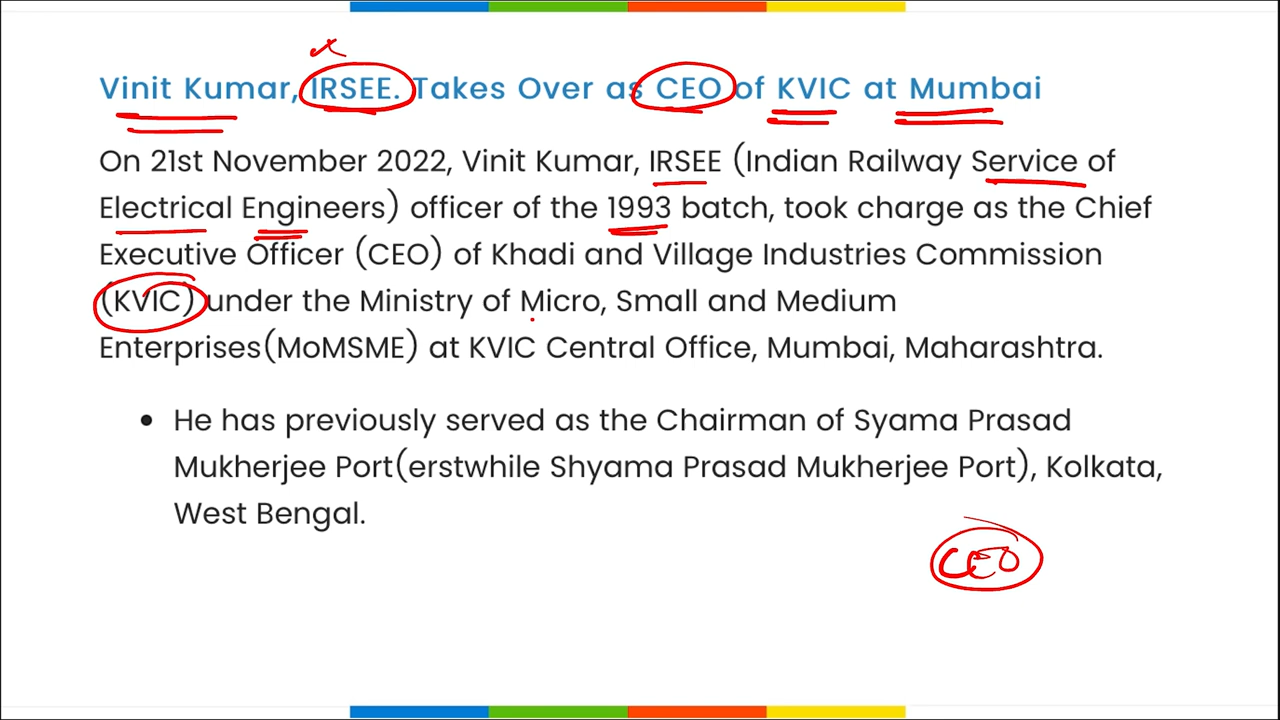 Vinit Kumar, IRSEE. Takes Over as CEO of KVIC at Mumbai
On 21st November 2022, Vinit Kumar, IRSEE (Indian Railway Service of
Electrical Engineers) officer of the 1993 batch, took charge as the Chief
Executive Officer (CEO) of Khadi and Village Industries Commission
(KVIC) under the Ministry of Micro, Small and Medium
Enterprises(MoMSME) at KVIC Central Office, Mumbai, Maharashtra.
• He has previously served as the Chairman of Syama Prasad
Mukherjee Port(erstwhile Shyama Prasad Mukherjee Port), Kolkata,
West Bengal.
CEO